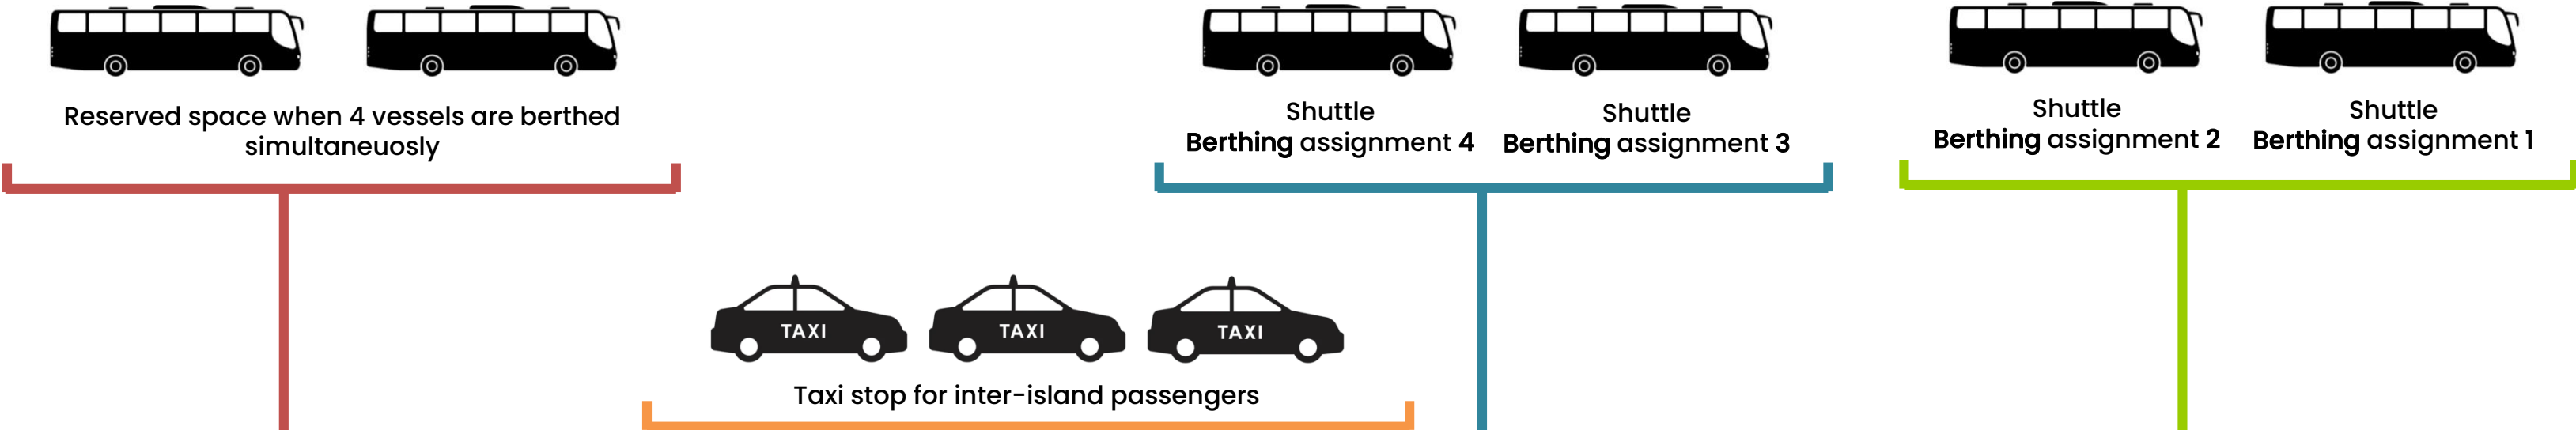 Reserved space when 4 vessels are berthed
simultaneuosly
Shuttle
Berthing assignment 4
Shuttle
Berthing assignment 3
Shuttle
Berthing assignment 2
Shuttle
Berthing assignment 1
TAXI
TAXI
TAXI
Taxi stop for inter-island passengers